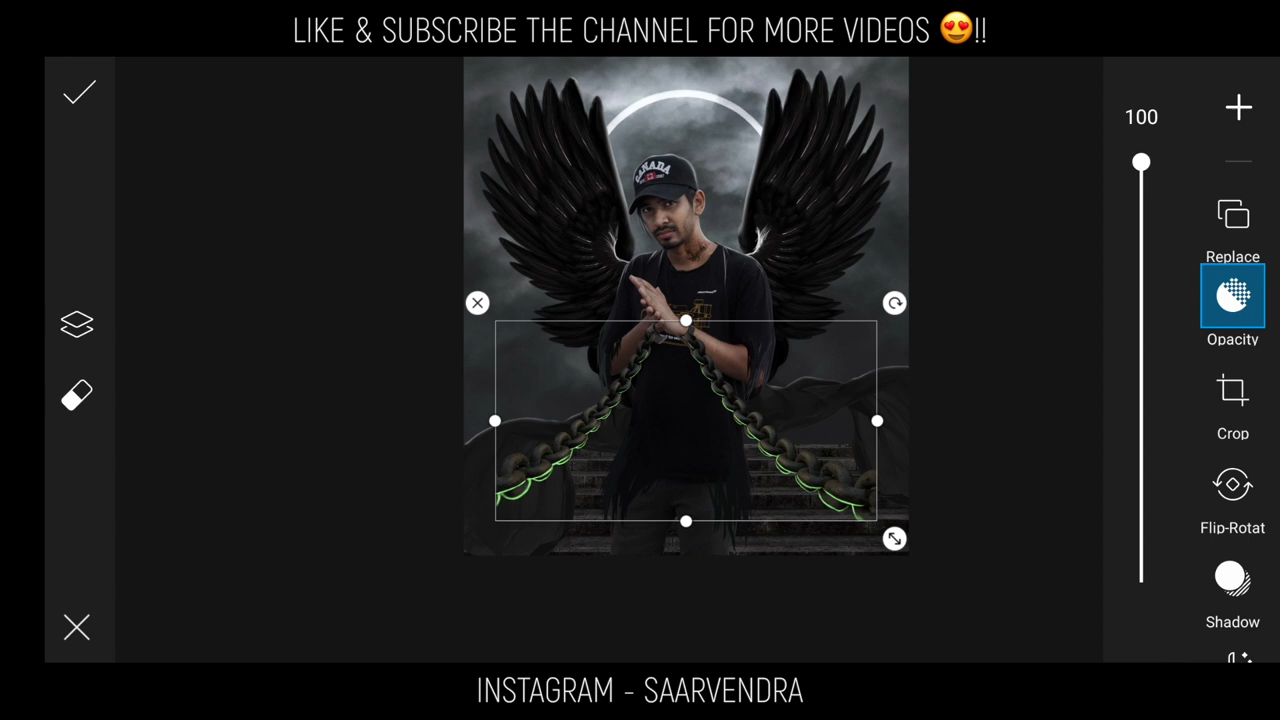 LIKE & SUBSCRIBE THE CHANNEL FOR MORE VIDEOS 😍!!
100
Replace
Opacity
Crop
Flip-Rotat
Shadow
CANADA
INSTAGRAM - SAARVENDRA